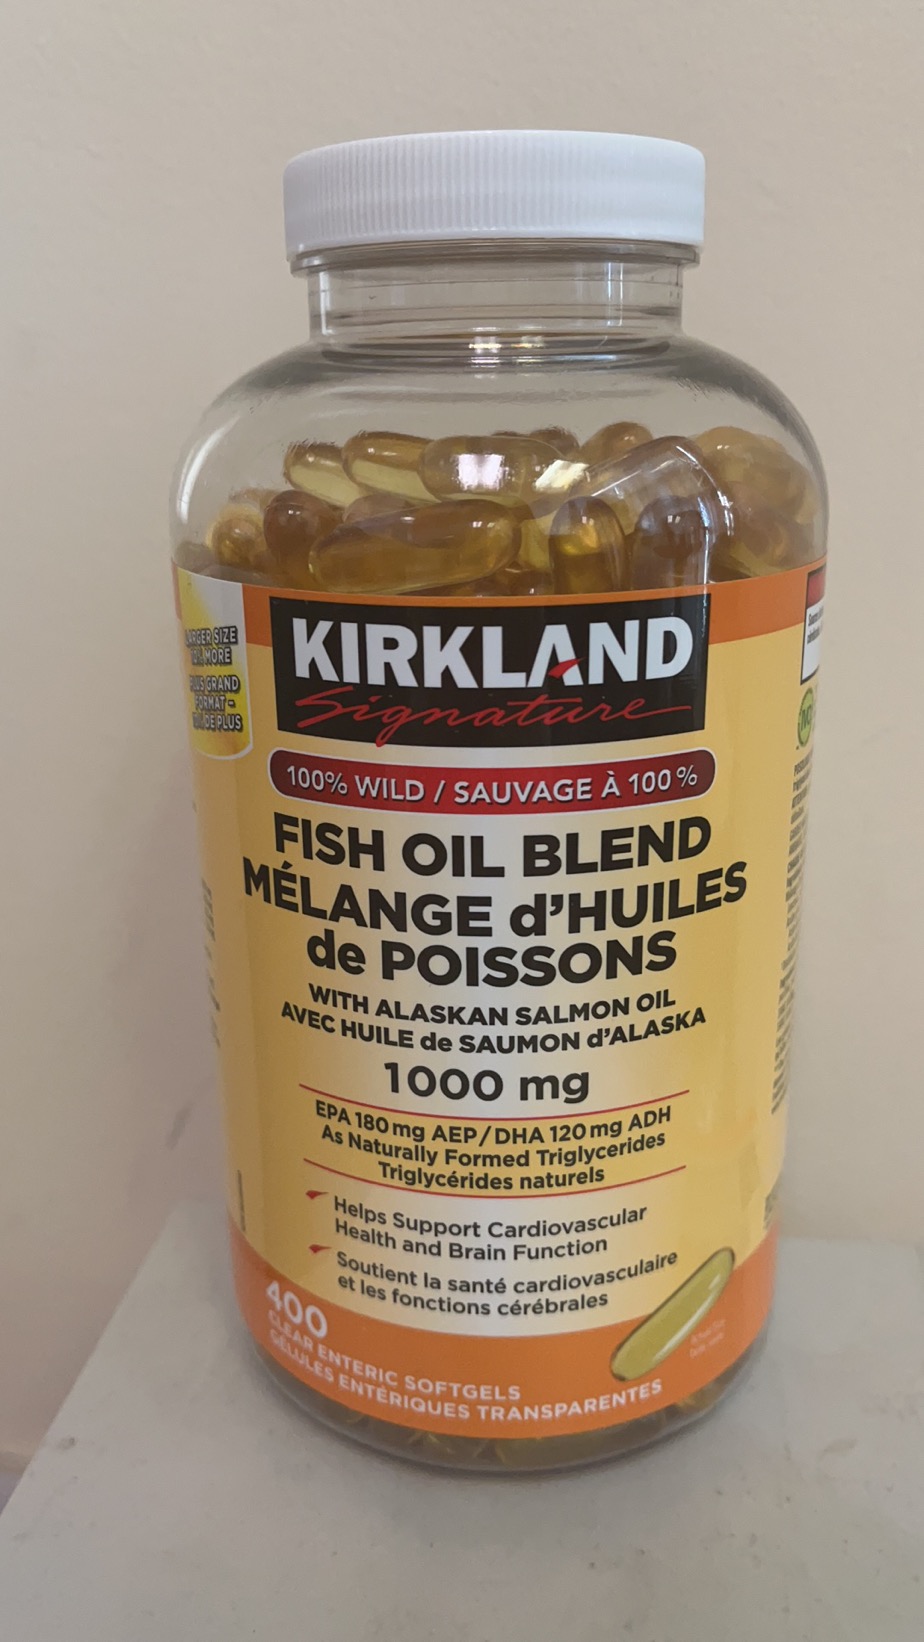 KIRKLAND
Signature
LARGER SIZE
MORE
PLUS GRAND
FORMAT -
DE PLUS
100% WILD / SAUVAGE À 100 %
FISH OIL BLEND
MÉLANGE d'HUILES
de POISSONS
WITH ALASKAN SALMON OIL
AVEC HUILE de SAUMON d'ALASKA
1000 mg
EPA 180 mg AEP / DHA 120 mg ADH
As Naturally Formed Triglycerides
Triglycérides naturels
Helps Support Cardiovascular
Health and Brain Function
Soutient la santé cardiovasculaire
et les fonctions cérébrales
400
CLEAR ENTERIC SOFTGELS
GÉLULES ENTÉRIQUES TRANSPARENTES